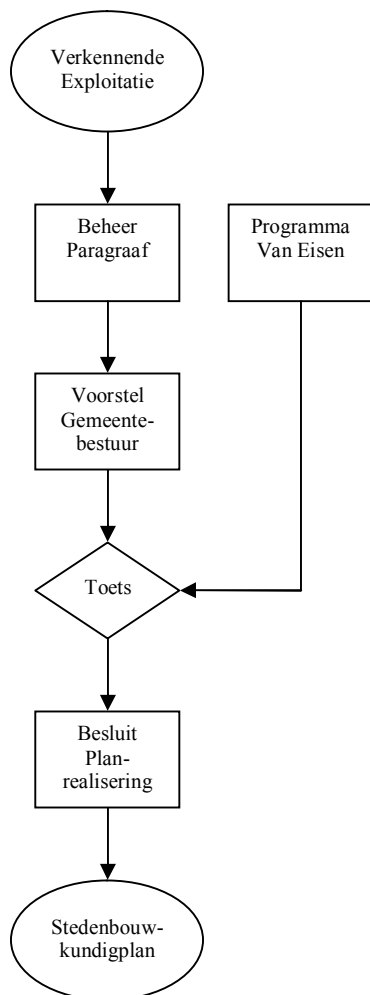 Verkennende
Exploitatie
Beheer
Paragraaf
Programma
Van Eisen
Voorstel
Gemeente-
bestuur
Toets
Besluit
Plan-
realisering
Stedenbouw-
kundigplan